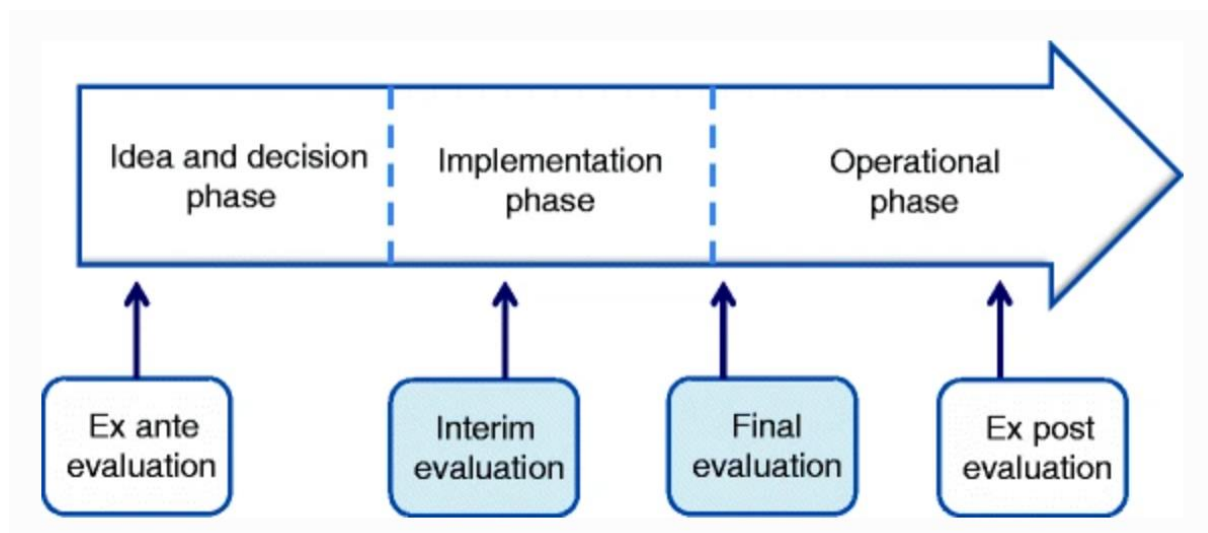 Idea and decision
phase
Implementation
phase
Operational
phase
Ex ante
evaluation
Interim
evaluation
Final
evaluation
Ex post
evaluation